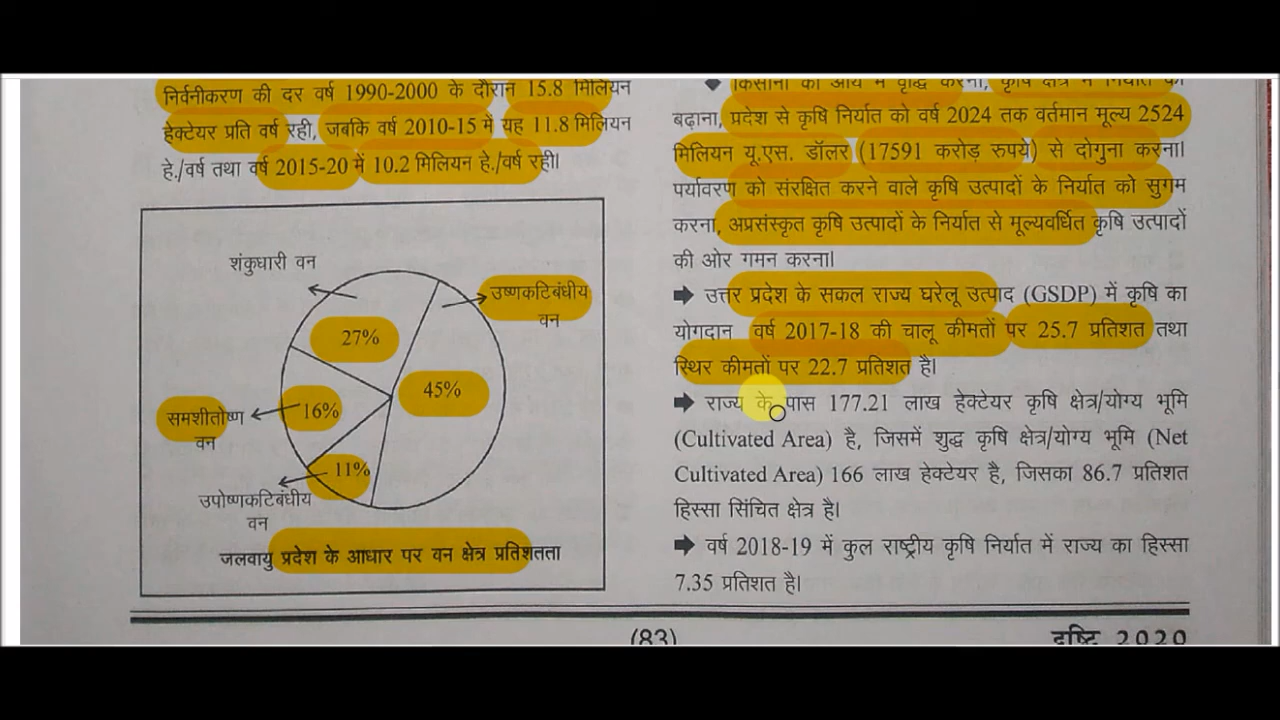 निर्वनीकरण की दर वर्ष 1990-2000 के दौरान 15.8 मिलियन
हेक्टेयर प्रति वर्ष रही, जबकि वर्ष 2010-15 में यह 11.8 मिलियन
हे./वर्ष तथा वर्ष 2015-20 में 10.2 मिलियन हे./वर्ष रही।
शंकुधारी वन
उष्णकटिबंधीय
वन
27%
45%
16%
समशीतोष्ण
वन
11%
उपोष्णकटिबंधीय
वन
जलवायु प्रदेश के आधार पर वन क्षेत्र प्रतिशतता
◆ किसानों की आय में वृद्धि करना, कृषि क्षेत्र में निर्यात को
बढ़ाना, प्रदेश से कृषि निर्यात को वर्ष 2024 तक वर्तमान मूल्य 2524
मिलियन यू.एस. डॉलर (17591 करोड़ रुपये) से दोगुना करना।
पर्यावरण को संरक्षित करने वाले कृषि उत्पादों के निर्यात को सुगम
करना, अप्रसंस्कृत कृषि उत्पादों के निर्यात से मूल्यवर्धित कृषि उत्पादों
की ओर गमन करना।
➡ उत्तर प्रदेश के सकल राज्य घरेलू उत्पाद (GSDP) में कृषि का
योगदान वर्ष 2017-18 की चालू कीमतों पर 25.7 प्रतिशत तथा
स्थिर कीमतों पर 22.7 प्रतिशत है।
➡ राज्य के पास 177.21 लाख हेक्टेयर कृषि क्षेत्र/योग्य भूमि
(Cultivated Area) है, जिसमें शुद्ध कृषि क्षेत्र/योग्य भूमि (Net
Cultivated Area) 166 लाख हेक्टेयर है, जिसका 86.7 प्रतिशत
हिस्सा सिंचित क्षेत्र है।
➡ वर्ष 2018-19 में कुल राष्ट्रीय कृषि निर्यात में राज्य का हिस्सा
7.35 प्रतिशत है।
(83)
दृष्टि 2020